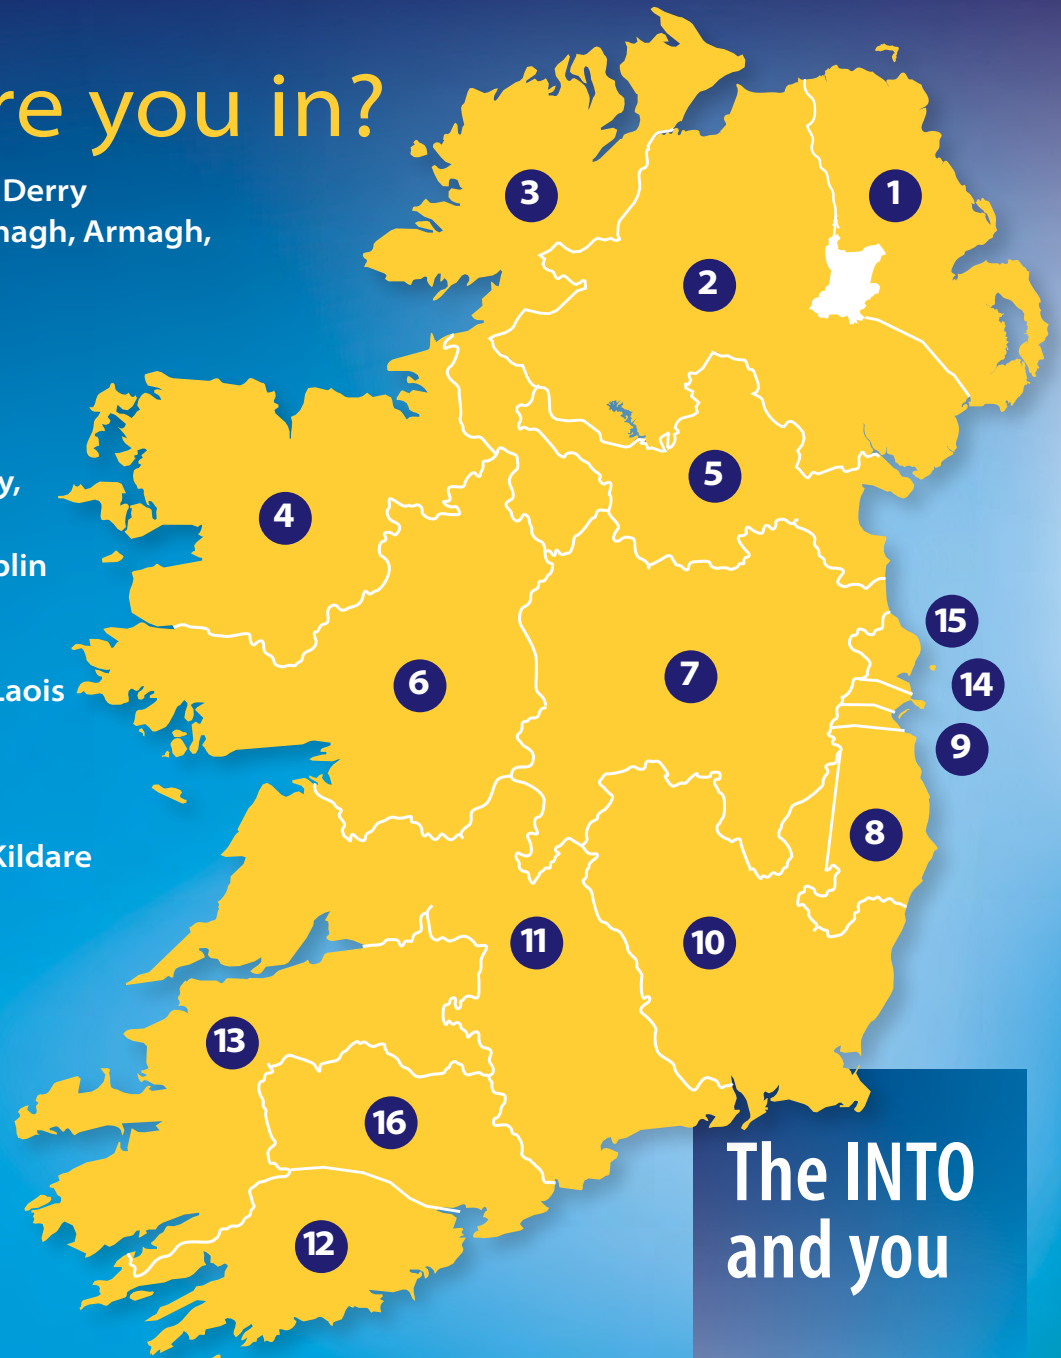 re you in?
Derry
nagh, Armagh,
y,
blin
Laois
Kildare
3
1
2
5
4
15
7
6
14
9
8
11
10
13
16
12
The INTO
and you